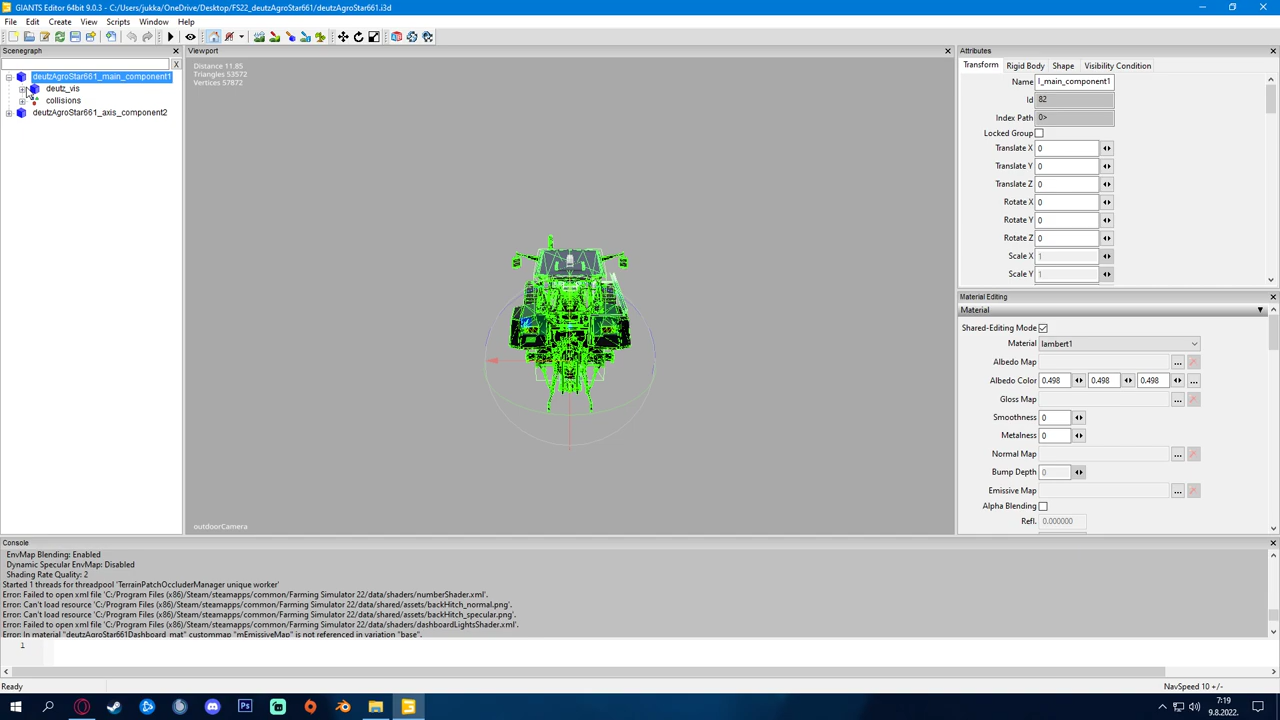 GIANTS Editor 64bit 9.0.3 - C:/Users/jukka/OneDrive/Desktop/FS22_deutzAgroStar661/deutzAgroStar661.i3d
File Edit Create View Scripts Window Help
Scenegraph
X
deutzAgroStar661_main_component1
deutz_vis
collisions
deutzAgroStar661_axis_component2
Viewport
Distance 11.85
Triangles 53572
Vertices 57872
outdoorCamera
Attributes
Transform Rigid Body Shape Visibility Condition
Name l_main_component1
Id 82
Index Path 0>
Locked Group
Translate X 0
Translate Y 0
Translate Z 0
Rotate X 0
Rotate Y 0
Rotate Z 0
Scale X 1
Scale Y 1
Material Editing
Material
Shared-Editing Mode
Material lambert1
Albedo Map ...
Albedo Color 0.498 0.498 0.498 ...
Gloss Map ...
Smoothness 0
Metalness 0
Normal Map ...
Bump Depth 0
Emissive Map ...
Alpha Blending
Refl. 0.000000
Console
EnvMap Blending: Enabled
Dynamic Specular EnvMap: Disabled
Shading Rate Quality: 2
Started 1 threads for threadpool 'TerrainPatchOccluderManager unique worker'
Error: Failed to open xml file 'C:/Program Files (x86)/Steam/steamapps/common/Farming Simulator 22/data/shaders/numberShader.xml'.
Error: Can't load resource 'C:/Program Files (x86)/Steam/steamapps/common/Farming Simulator 22/data/shared/assets/backHitch_normal.png'.
Error: Can't load resource 'C:/Program Files (x86)/Steam/steamapps/common/Farming Simulator 22/data/shared/assets/backHitch_specular.png'.
Error: Failed to open xml file 'C:/Program Files (x86)/Steam/steamapps/common/Farming Simulator 22/data/shaders/dashboardLightsShader.xml'.
Error: In material "deutzAgroStar661Dashboard_mat" custommap "mEmissiveMap" is not referenced in variation "base".
1
Ready
NavSpeed 10 +/-
7:19
9.8.2022